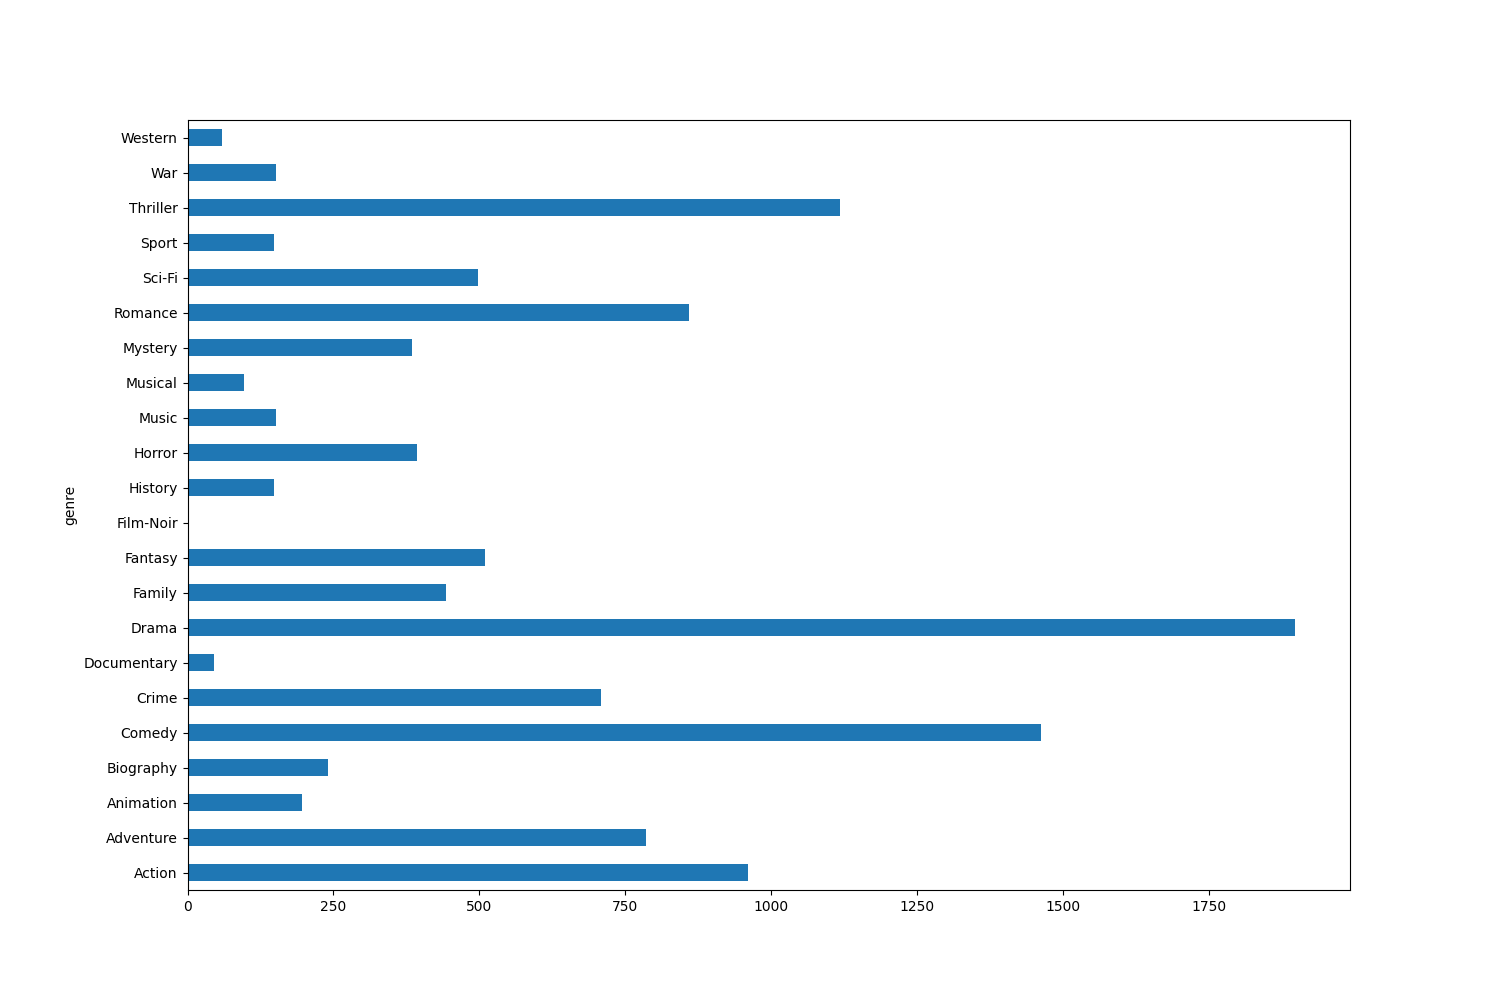 Western
War
Thriller
Sport
Sci-Fi
Romance
Mystery
Musical
Music
Horror
History
Film-Noir
Fantasy
Family
Drama
Documentary
Crime
Comedy
Biography
Animation
Adventure
Action
genre
0 250 500 750 1000 1250 1500 1750